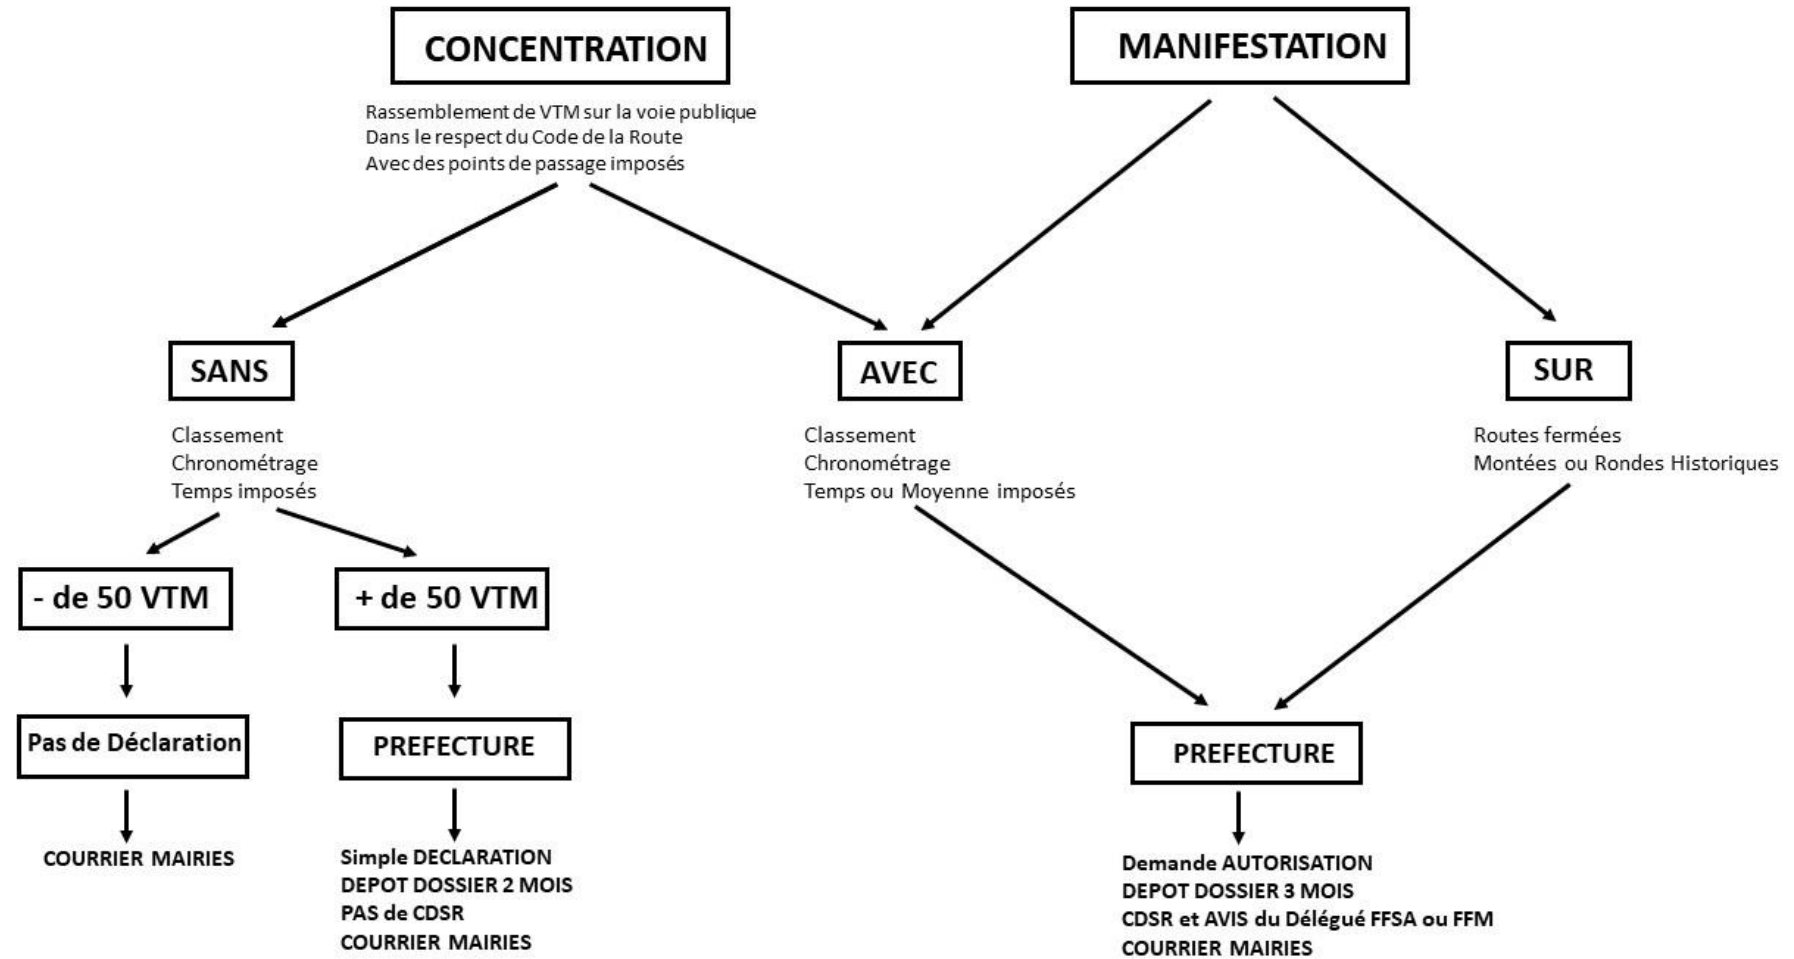 CONCENTRATION
MANIFESTATION
Rassemblement de VTM sur la voie publique
Dans le respect du Code de la Route
Avec des points de passage imposés
SANS
AVEC
SUR
Classement
Chronométrage
Temps imposés
Classement
Chronométrage
Temps ou Moyenne imposés
Routes fermées
Montées ou Rondes Historiques
- de 50 VTM
+ de 50 VTM
Pas de Déclaration
PREFECTURE
PREFECTURE
COURRIER MAIRIES
Simple DECLARATION
DEPOT DOSSIER 2 MOIS
PAS de CDSR
COURRIER MAIRIES
Demande AUTORISATION
DEPOT DOSSIER 3 MOIS
CDSR et AVIS du Délégué FFSA ou FFM
COURRIER MAIRIES